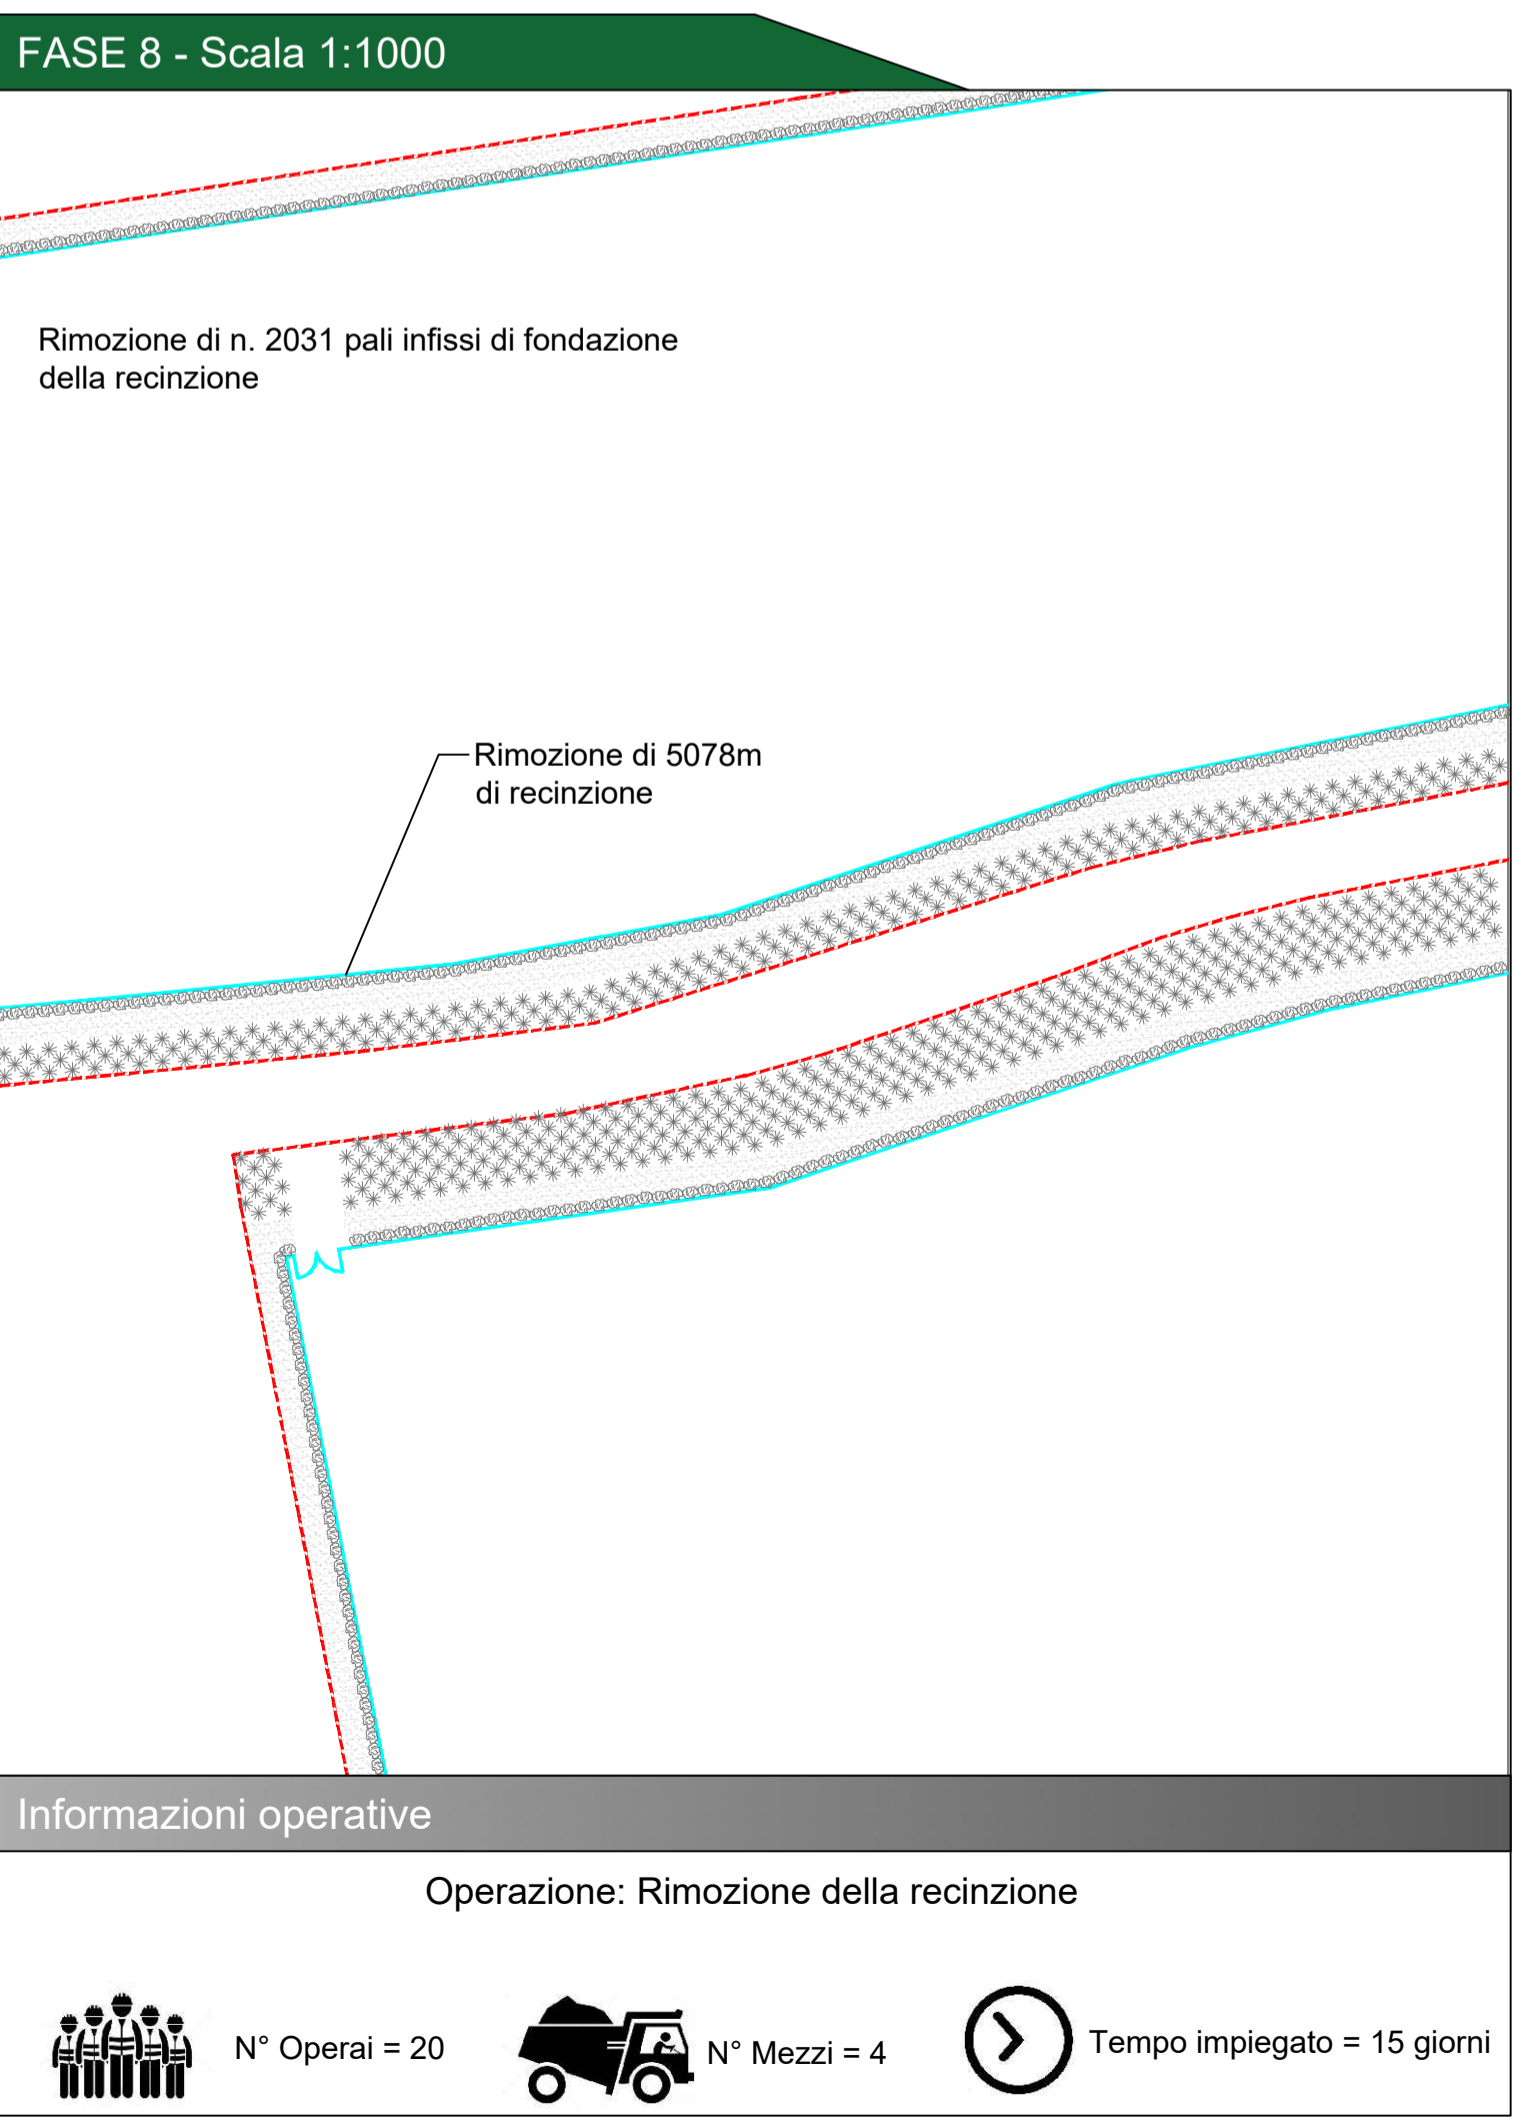 FASE 8 - Scala 1:1000
Rimozione di n. 2031 pali infissi di fondazione
della recinzione
Rimozione di 5078m
di recinzione
Informazioni operative
Operazione: Rimozione della recinzione
N° Operai = 20
N° Mezzi = 4
Tempo impiegato = 15 giorni